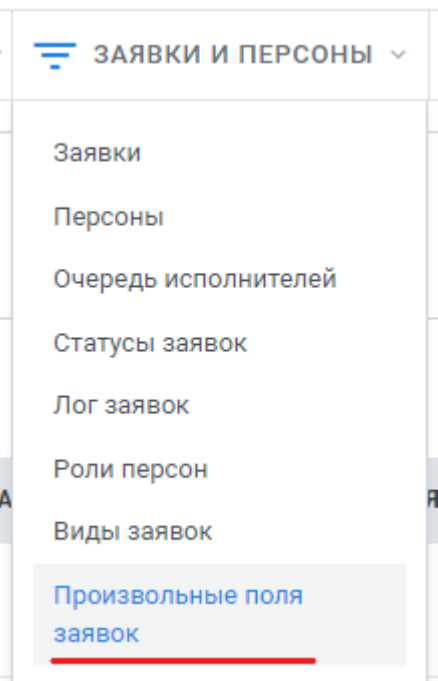 ЗАЯВКИ И ПЕРСОНЫ
Заявки
Персоны
Очередь исполнителей
Статусы заявок
Лог заявок
Роли персон
Виды заявок
Произвольные поля
заявок